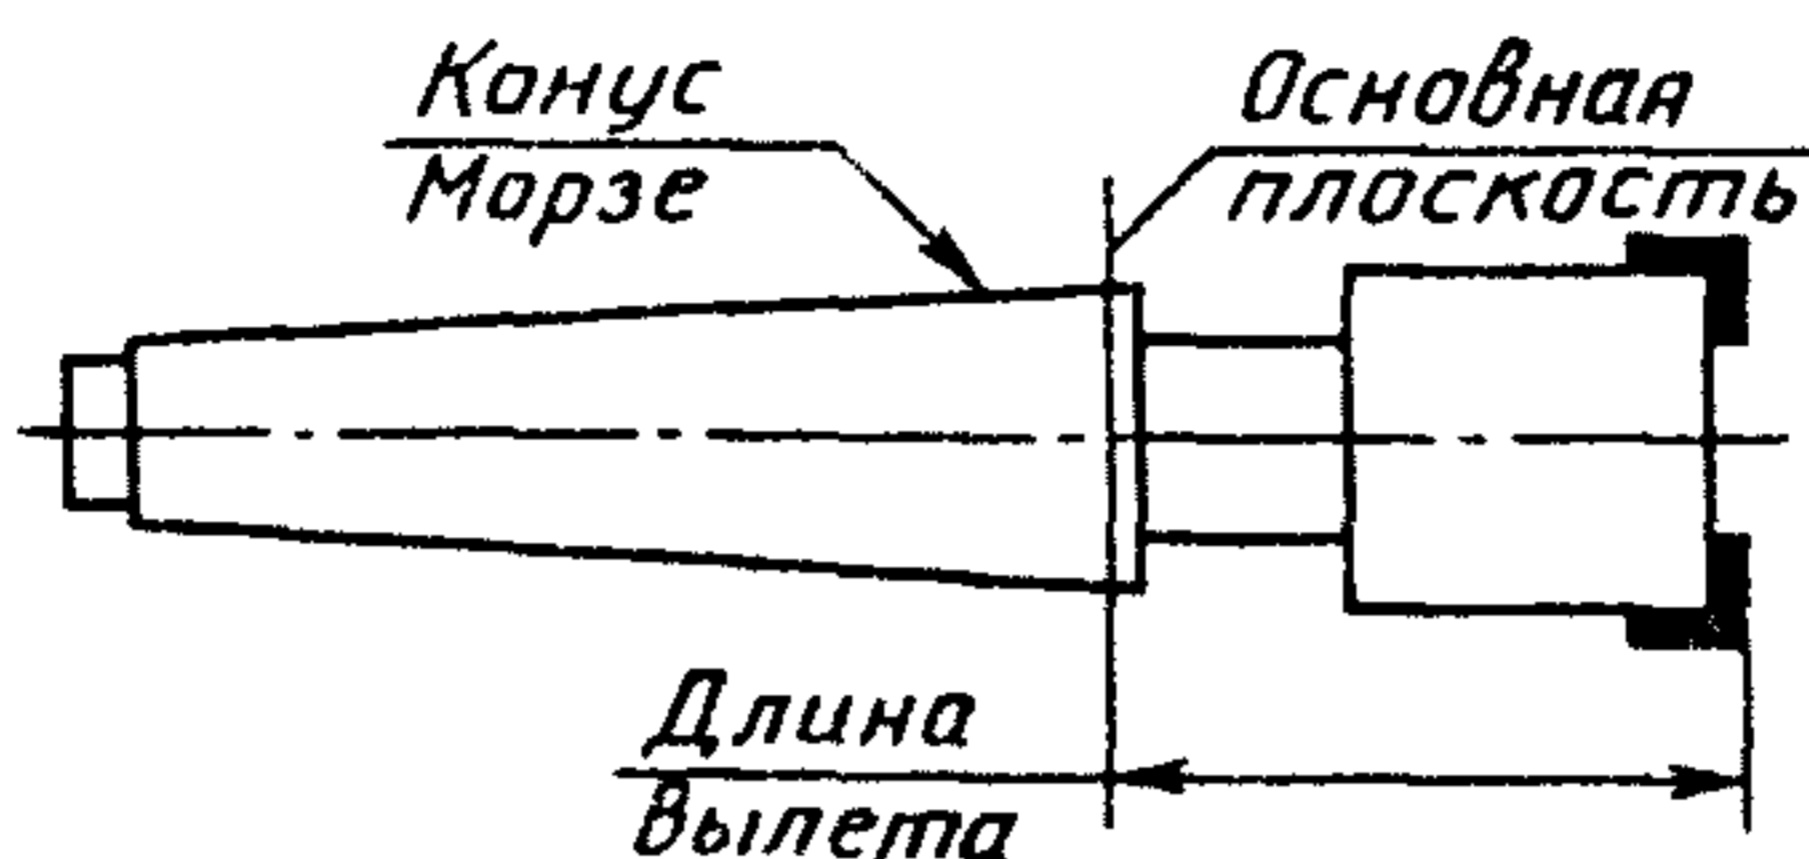 Конус
Морзе
Основная
плоскость
Длина
вылета